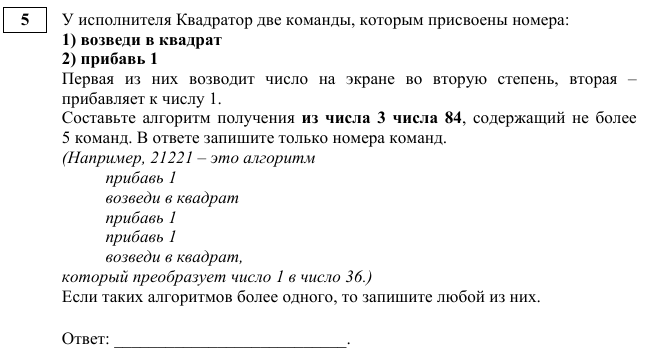 5 У исполнителя Квадратор две команды, которым присвоены номера:
1) возведи в квадрат
2) прибавь 1
Первая из них возводит число на экране во вторую степень, вторая –
прибавляет к числу 1.
Составьте алгоритм получения из числа 3 числа 84, содержащий не более
5 команд. В ответе запишите только номера команд.
(Например, 21221 – это алгоритм
прибавь 1
возведи в квадрат
прибавь 1
прибавь 1
возведи в квадрат,
который преобразует число 1 в число 36.)
Если таких алгоритмов более одного, то запишите любой из них.
Ответ: ___________________________.